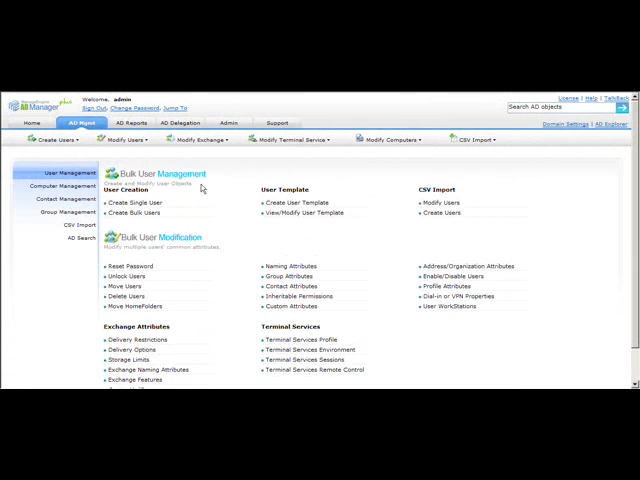 ManageEngine
ADManager plus
Welcome, admin
Sign Out, Change Password, Jump To
License | Help | TalkBack
Search AD objects
Home AD Mgmt AD Reports AD Delegation Admin Support
Domain Settings | AD Explorer
Create Users Modify Users Modify Exchange Modify Terminal Service Modify Computers CSV Import
User Management
Computer Management
Contact Management
Group Management
CSV Import
AD Search
Bulk User Management
Create and Modify User Objects
User Creation User Template CSV Import
Create Single User Create User Template Modify Users
Create Bulk Users View/Modify User Template Create Users
Bulk User Modification
Modify multiple users' common attributes.
Reset Password Naming Attributes Address/Organization Attributes
Unlock Users Group Attributes Enable/Disable Users
Move Users Contact Attributes Profile Attributes
Delete Users Inheritable Permissions Dial-in or VPN Properties
Move HomeFolders Custom Attributes User WorkStations
Exchange Attributes Terminal Services
Delivery Restrictions Terminal Services Profile
Delivery Options Terminal Services Environment
Storage Limits Terminal Services Sessions
Exchange Naming Attributes Terminal Services Remote Control
Exchange Features